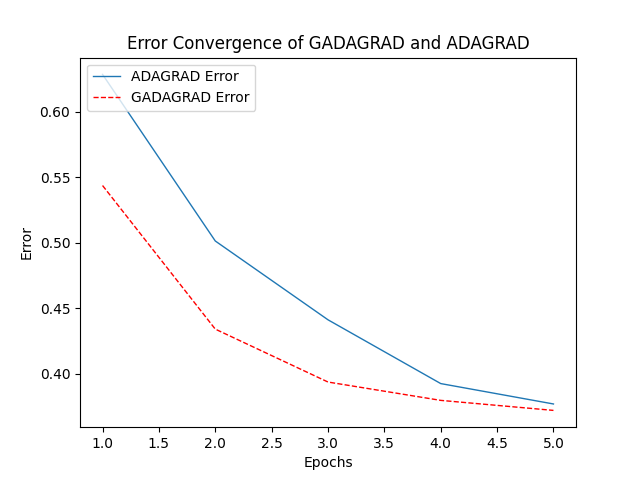 Error Convergence of GADAGRAD and ADAGRAD
ADAGRAD Error
GADAGRAD Error
0.60
0.55
0.50
0.45
0.40
Error
1.0 1.5 2.0 2.5 3.0 3.5 4.0 4.5 5.0
Epochs